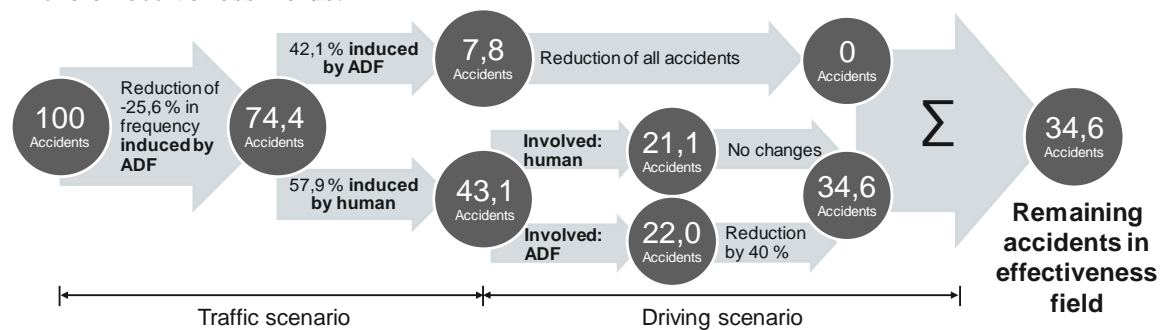 100
Accidents
Reduction of
-25,6 % in
frequency
induced by
ADF
74,4
Accidents
42,1 % induced
by ADF
7,8
Accidents
Reduction of all accidents
0
Accidents
57,9 % induced
by human
43,1
Accidents
Involved:
human
21,1
Accidents
No changes
Involved:
ADF
22,0
Accidents
Reduction
by 40 %
34,6
Accidents
Σ
34,6
Accidents
Remaining
accidents in
effectiveness
field
Traffic scenario
Driving scenario